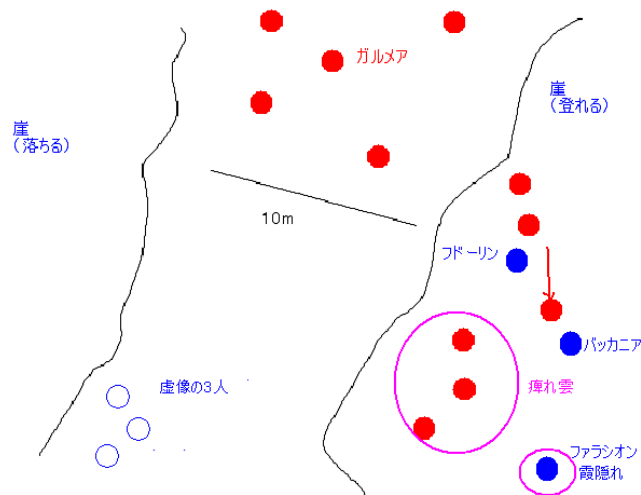 ガルメア
崖
(登れる)
崖
(落ちる)
10m
フドーリン
バッカニア
虚像の3人
痺れ雲
ファラシオン
霞隠れ